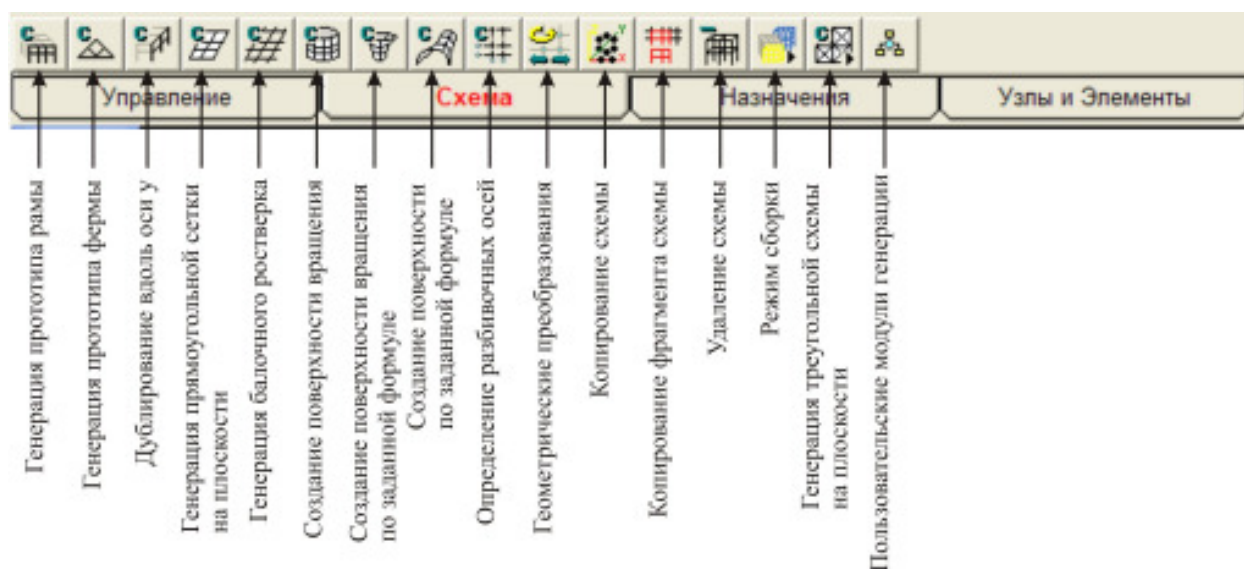 Управление
Схема
Назначения
Узлы и Элементы
Генерация прототипа рамы
Генерация прототипа фермы
Дублирование вдоль оси y
Генерация прямоугольной сетки
на плоскости
Генерация балочного ростверка
Создание поверхности вращения
Создание поверхности вращения
по заданной формуле
Создание поверхности
по заданной формуле
Определение разбивочных осей
Геометрические преобразования
Копирование схемы
Копирование фрагмента схемы
Удаление схемы
Режим сборки
Генерация треугольной схемы
на плоскости
Пользовательские модули генерации